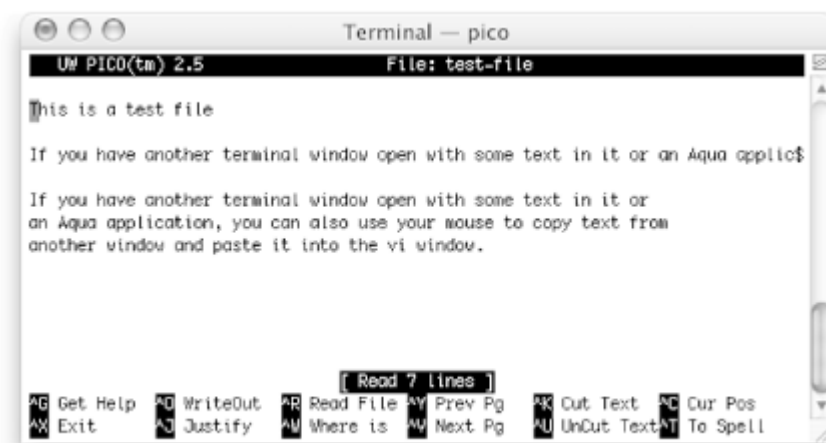 Terminal — pico
UW PICO(tm) 2.5 File: test-file
This is a test file
If you have another terminal window open with some text in it or an Aqua applic$
If you have another terminal window open with some text in it or
an Aqua application, you can also use your mouse to copy text from
another window and paste it into the vi window.
[ Read 7 lines ]
^G Get Help ^O WriteOut ^R Read File ^Y Prev Pg ^K Cut Text ^C Cur Pos
^X Exit ^J Justify ^W Where is ^V Next Pg ^U UnCut Text ^T To Spell